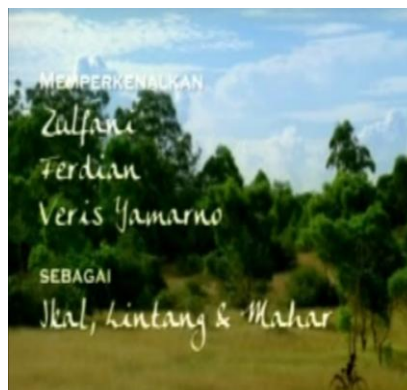 MEMPERKENALKAN
Zulfani
Ferdian
Veris Yamarno
SEBAGAI
Ikal, Lintang & Mahar